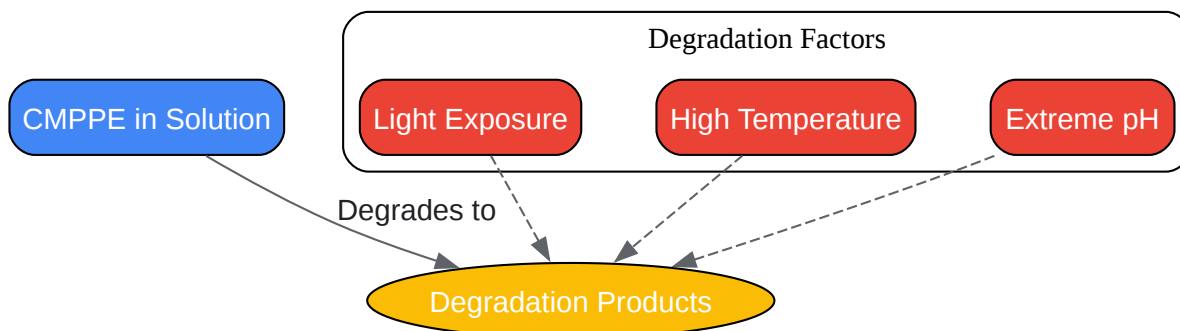 Degradation Factors
CMPPE in Solution
Light Exposure
High Temperature
Extreme pH
Degrades to
Degradation Products